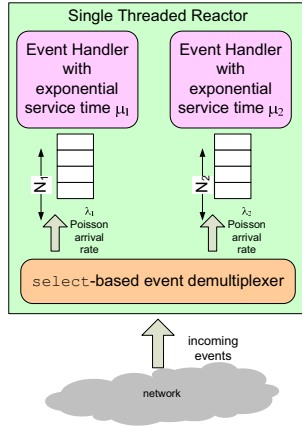 Single Threaded Reactor
Event Handler
with
exponential
service time μ1
Event Handler
with
exponential
service time μ2
N1
N2
λ1
Poisson
arrival
rate
λ2
Poisson
arrival
rate
select-based event demultiplexer
incoming
events
network